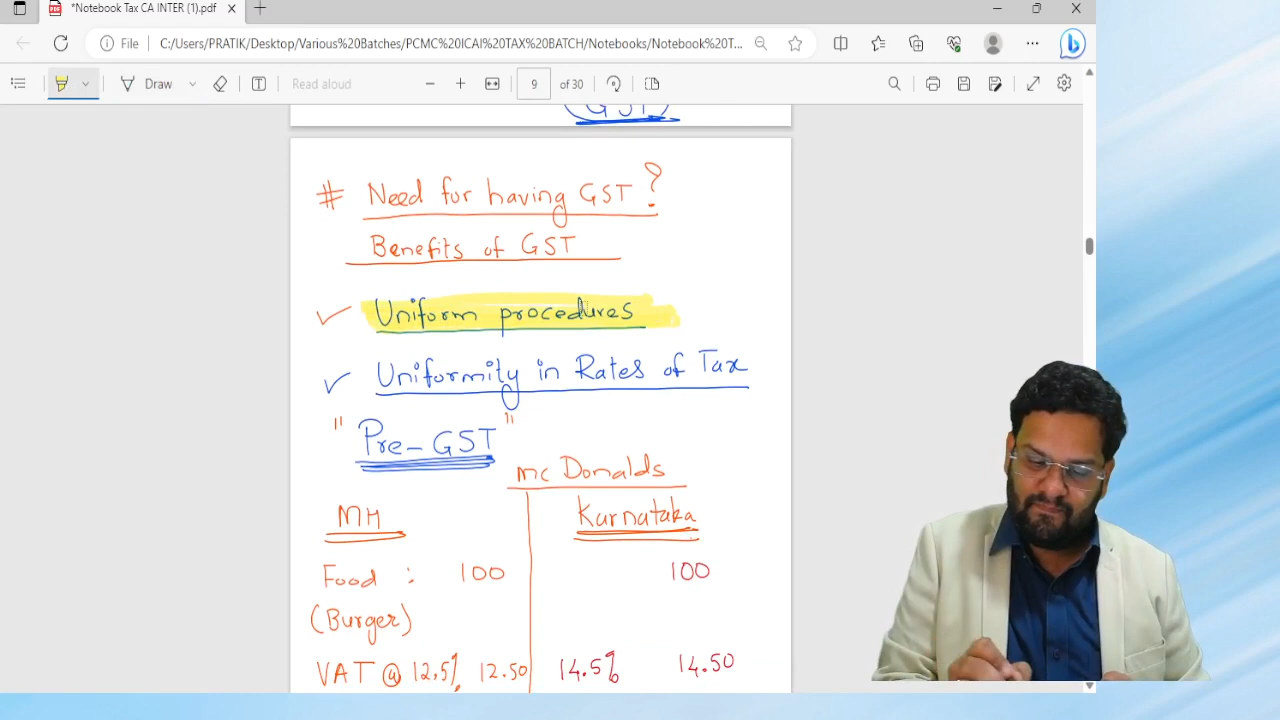 *Notebook Tax CA INTER (1).pdf
File C:/Users/PRATIK/Desktop/Various%20Batches/PCMC%20ICAI%20TAX%20BATCH/Notebooks/Notebook%20T...
Draw Read aloud 9 of 30
(GST)
# Need for having GST?
Benefits of GST
Uniform procedures
Uniformity in Rates of Tax
"Pre-GST"
Mc Donalds
MH Karnataka
Food : 100 100
(Burger)
VAT @ 12.5% 12.50 14.5% 14.50